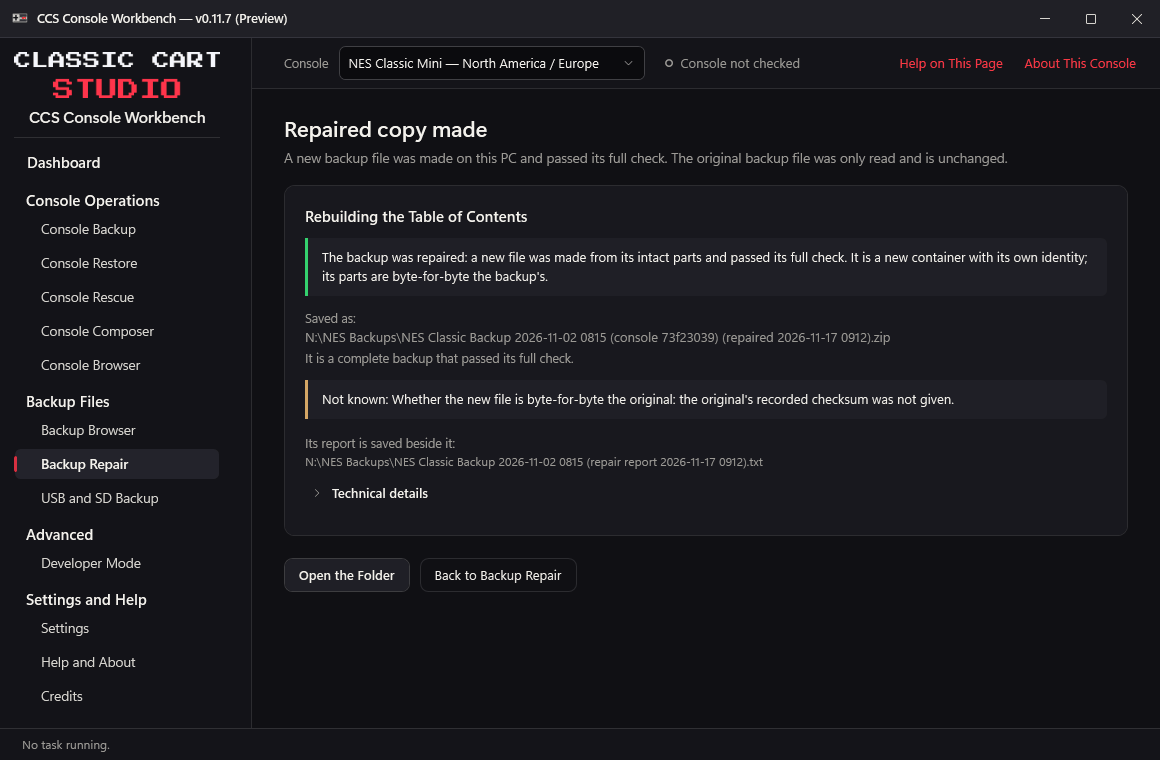 CCS Console Workbench — v0.11.7 (Preview)
CLASSIC CART
STUDIO
CCS Console Workbench
Dashboard
Console Operations
Console Backup
Console Restore
Console Rescue
Console Composer
Console Browser
Backup Files
Backup Browser
Backup Repair
USB and SD Backup
Advanced
Developer Mode
Settings and Help
Settings
Help and About
Credits
Console
NES Classic Mini — North America / Europe
Console not checked
Help on This Page
About This Console
Repaired copy made
A new backup file was made on this PC and passed its full check. The original backup file was only read and is unchanged.
Rebuilding the Table of Contents
The backup was repaired: a new file was made from its intact parts and passed its full check. It is a new container with its own identity;
its parts are byte-for-byte the backup's.
Saved as:
N:\NES Backups\NES Classic Backup 2026-11-02 0815 (console 73f23039) (repaired 2026-11-17 0912).zip
It is a complete backup that passed its full check.
Not known: Whether the new file is byte-for-byte the original: the original's recorded checksum was not given.
Its report is saved beside it:
N:\NES Backups\NES Classic Backup 2026-11-02 0815 (repair report 2026-11-17 0912).txt
Technical details
Open the Folder
Back to Backup Repair
No task running.